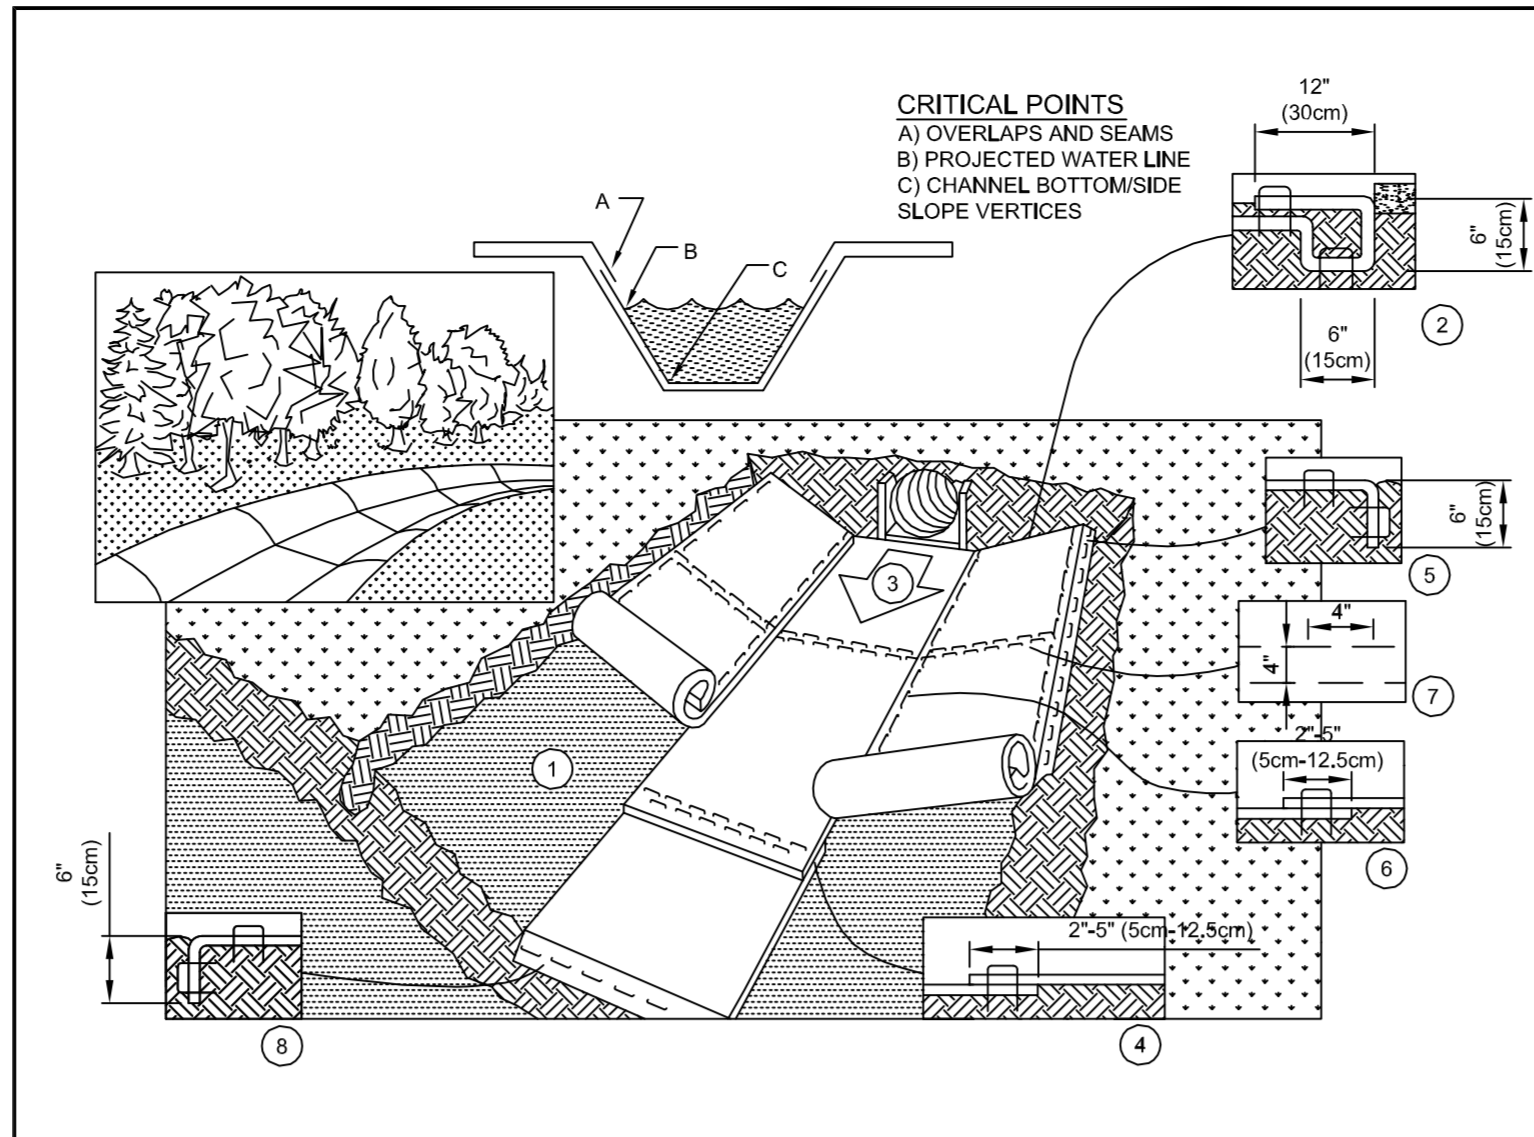 CRITICAL POINTS
A) OVERLAPS AND SEAMS
B) PROJECTED WATER LINE
C) CHANNEL BOTTOM/SIDE
SLOPE VERTICES
12"
(30cm)
6"
(15cm)
2
6"
(15cm)
A
B
C
6"
(15cm)
5
3
4"
4"
7
2"-5"
(5cm-12.5cm)
6
1
6"
(15cm)
8
2"-5" (5cm-12.5cm)
4